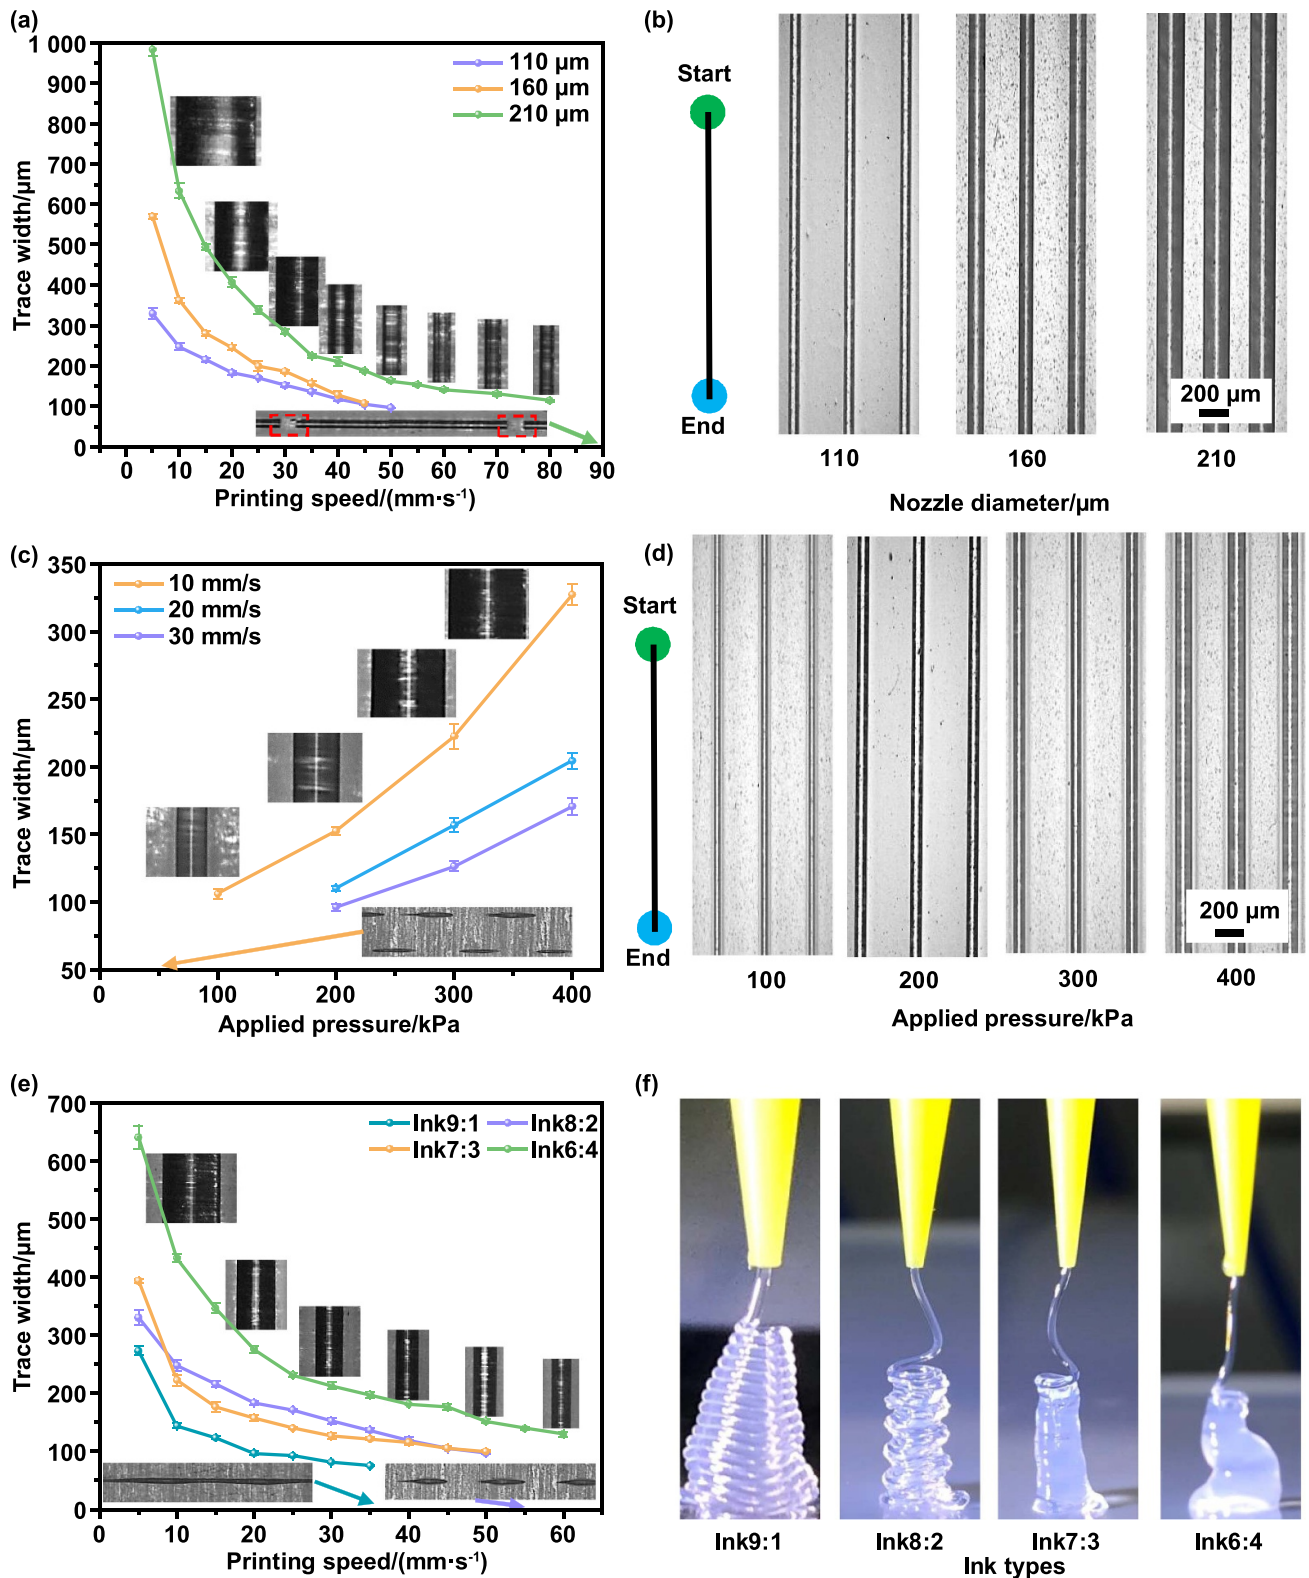 (a)
1 000
900
800
700
600
500
400
300
200
100
0
Trace width/µm
110 µm
160 µm
210 µm
0 10 20 30 40 50 60 70 80 90
Printing speed/(mm·s⁻¹)
(b)
Start
End
200 µm
110 160 210
Nozzle diameter/µm
(c)
350
300
250
200
150
100
50
Trace width/µm
10 mm/s
20 mm/s
30 mm/s
0 100 200 300 400
Applied pressure/kPa
(d)
Start
End
200 µm
100 200 300 400
Applied pressure/kPa
(e)
700
600
500
400
300
200
100
0
Trace width/µm
Ink9:1 Ink8:2
Ink7:3 Ink6:4
0 10 20 30 40 50 60
Printing speed/(mm·s⁻¹)
(f)
Ink9:1 Ink8:2 Ink7:3 Ink6:4
Ink types